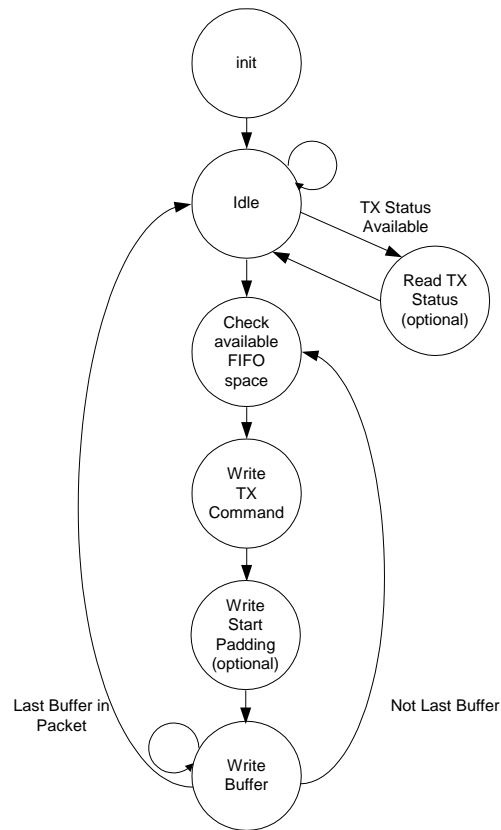 init
Idle
TX Status
Available
Read TX
Status
(optional)
Check
available
FIFO
space
Write
TX
Command
Write
Start
Padding
(optional)
Last Buffer in
Packet
Not Last Buffer
Write
Buffer